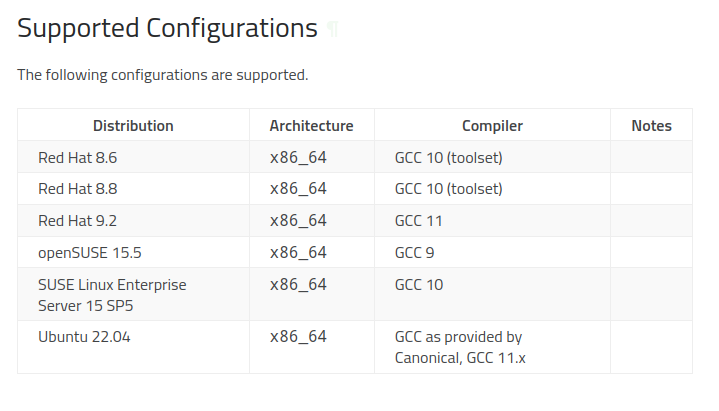 Supported Configurations ¶
The following configurations are supported.
Distribution Architecture Compiler Notes
Red Hat 8.6 x86_64 GCC 10 (toolset)
Red Hat 8.8 x86_64 GCC 10 (toolset)
Red Hat 9.2 x86_64 GCC 11
openSUSE 15.5 x86_64 GCC 9
SUSE Linux Enterprise x86_64 GCC 10
Server 15 SP5
Ubuntu 22.04 x86_64 GCC as provided by
Canonical, GCC 11.x